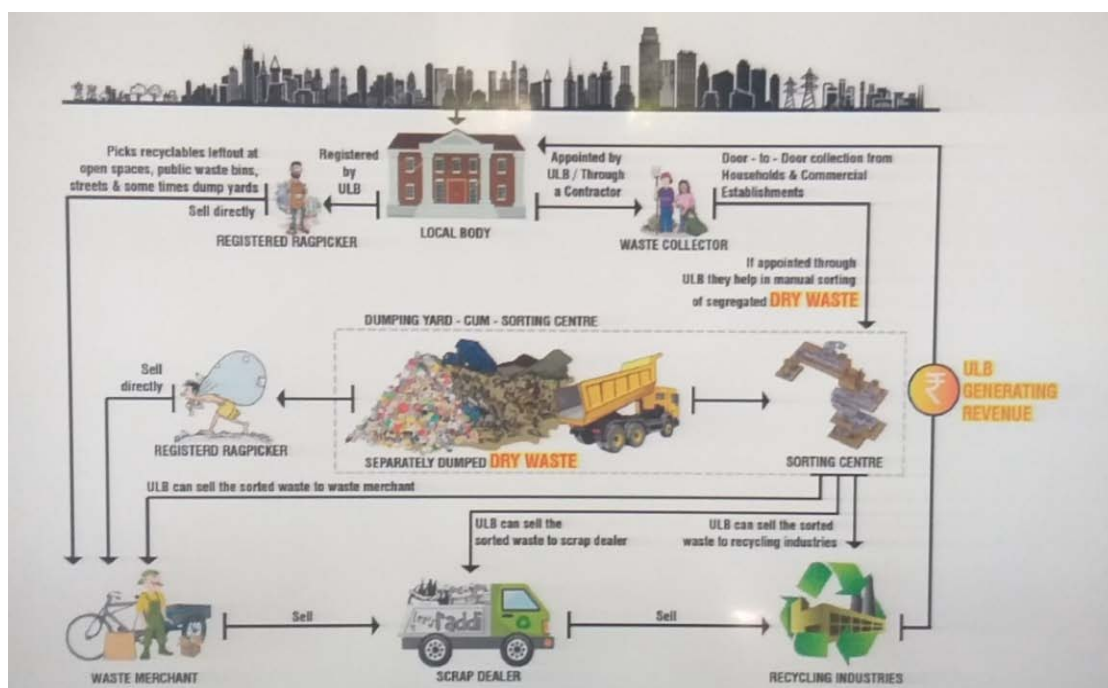 Picks recyclables leftout at
open spaces, public waste bins,
streets & some times dump yards
Sell directly
Registered
by
ULB
REGISTERED RAGPICKER
LOCAL BODY
Appointed by
ULB / Through
a Contractor
WASTE COLLECTOR
Door - to - Door collection from
Households & Commercial
Establishments
If appointed through
ULB they help in manual sorting
of segregated DRY WASTE
DUMPING YARD - CUM - SORTING CENTRE
Sell
directly
REGISTERD RAGPICKER
SEPARATELY DUMPED DRY WASTE
SORTING CENTRE
₹
ULB
GENERATING
REVENUE
ULB can sell the sorted waste to waste merchant
ULB can sell the
sorted waste to scrap dealer
ULB can sell the sorted
waste to recycling industries
Sell
raddi
Sell
WASTE MERCHANT
SCRAP DEALER
RECYCLING INDUSTRIES